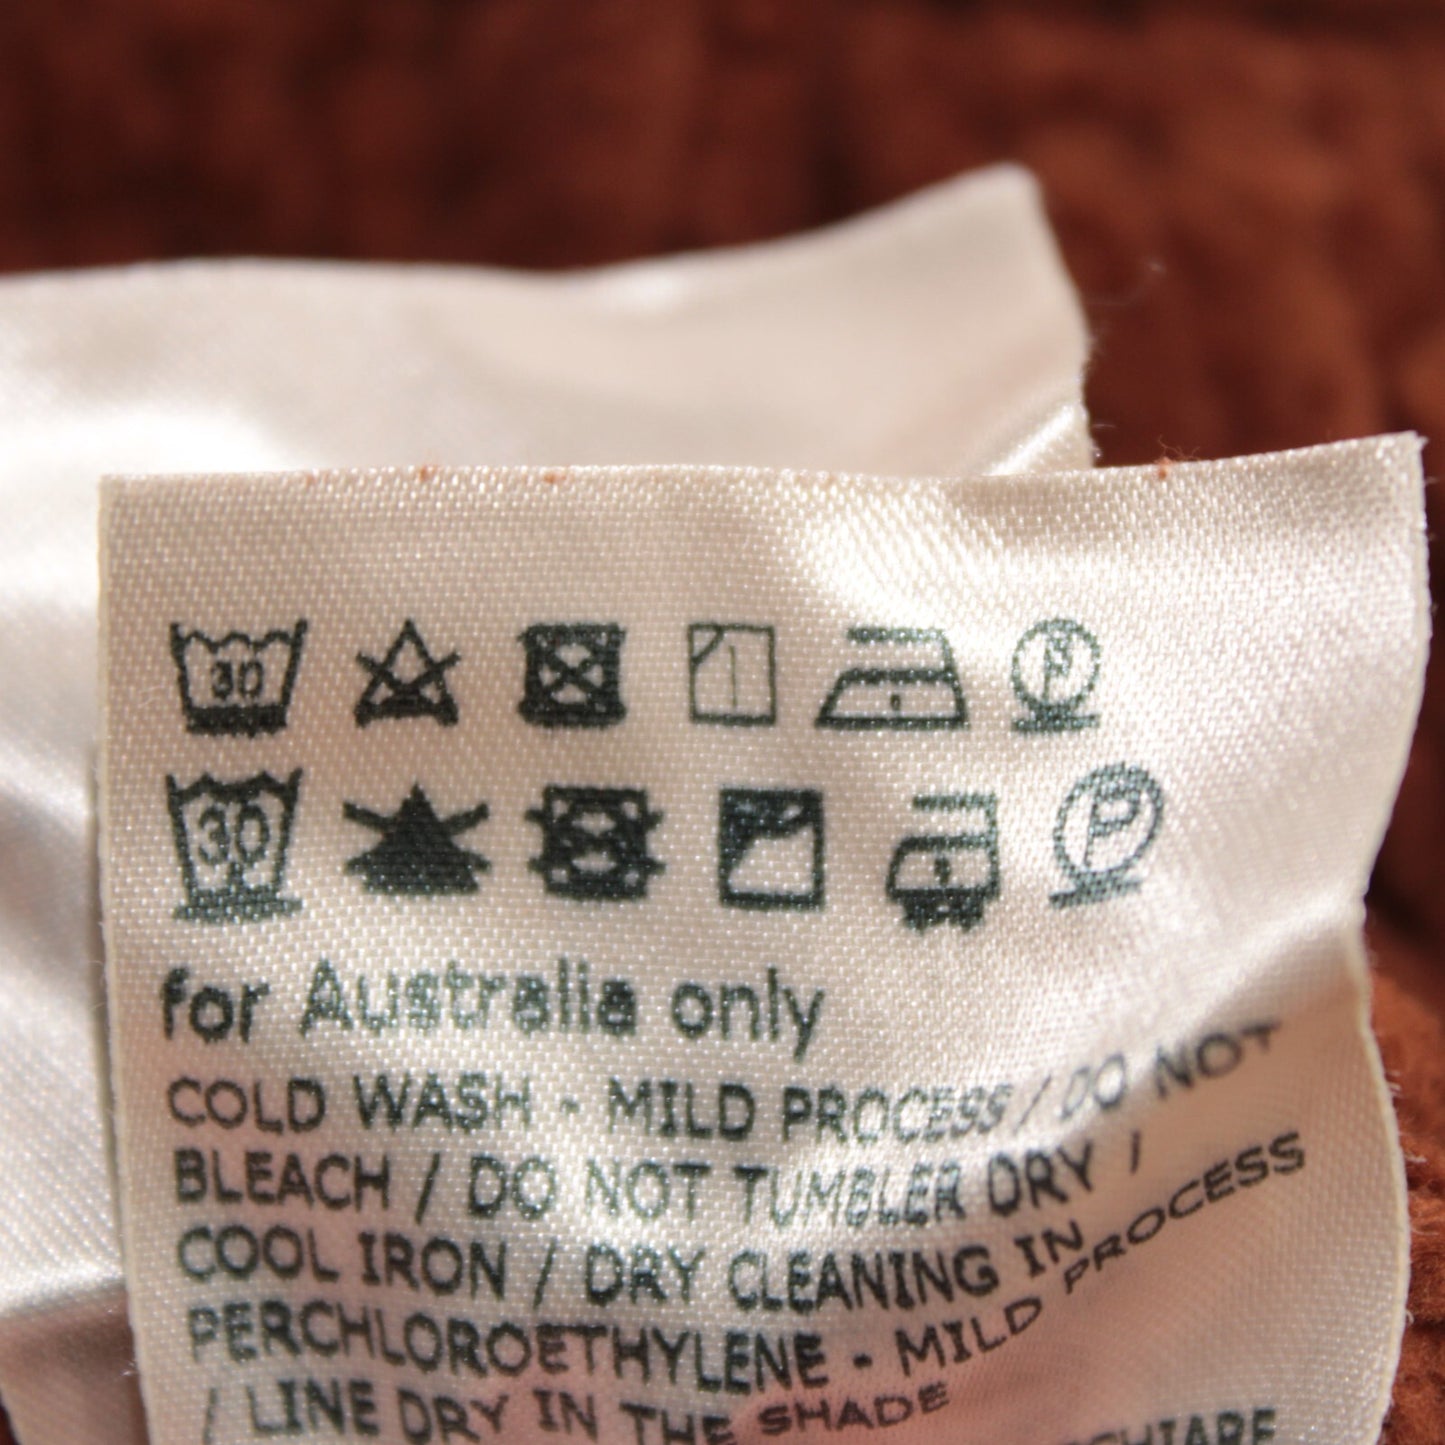 30 P
30 P
for Australia only
COLD WASH - MILD PROCESS / DO NOT
BLEACH / DO NOT TUMBLER DRY /
COOL IRON / DRY CLEANING IN
PERCHLOROETHYLENE - MILD PROCESS
/ LINE DRY IN THE SHADE